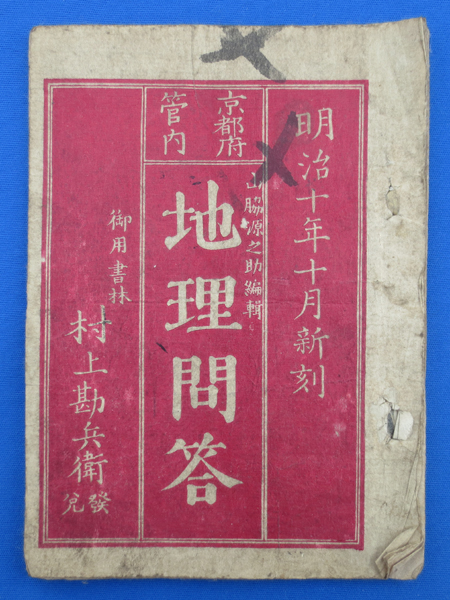 明治十年十月新刻
京都府
管内
山脇源之助編輯
地理問答
御用書林
村上勘兵衛
發兌